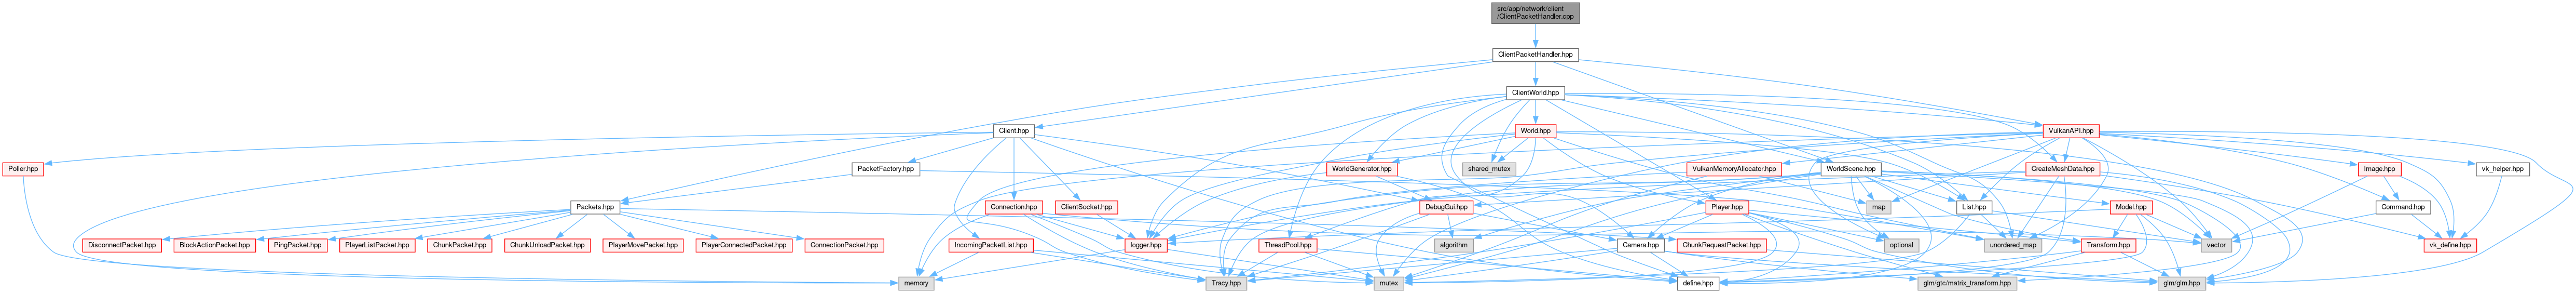 src/app/network/client
/ClientPacketHandler.cpp
ClientPacketHandler.hpp
ClientWorld.hpp
Client.hpp
World.hpp
VulkanAPI.hpp
Poller.hpp
PacketFactory.hpp
WorldGenerator.hpp
shared_mutex
VulkanMemoryAllocator.hpp
WorldScene.hpp
CreateMeshData.hpp
Image.hpp
vk_helper.hpp
Packets.hpp
Connection.hpp
ClientSocket.hpp
DebugGui.hpp
Player.hpp
map
List.hpp
Model.hpp
Command.hpp
DisconnectPacket.hpp
BlockActionPacket.hpp
PingPacket.hpp
PlayerListPacket.hpp
ChunkPacket.hpp
ChunkUnloadPacket.hpp
PlayerMovePacket.hpp
PlayerConnectedPacket.hpp
ConnectionPacket.hpp
IncomingPacketList.hpp
logger.hpp
ThreadPool.hpp
algorithm
Camera.hpp
ChunkRequestPacket.hpp
optional
unordered_map
Transform.hpp
vector
vk_define.hpp
memory
Tracy.hpp
mutex
define.hpp
glm/gtc/matrix_transform.hpp
glm/glm.hpp